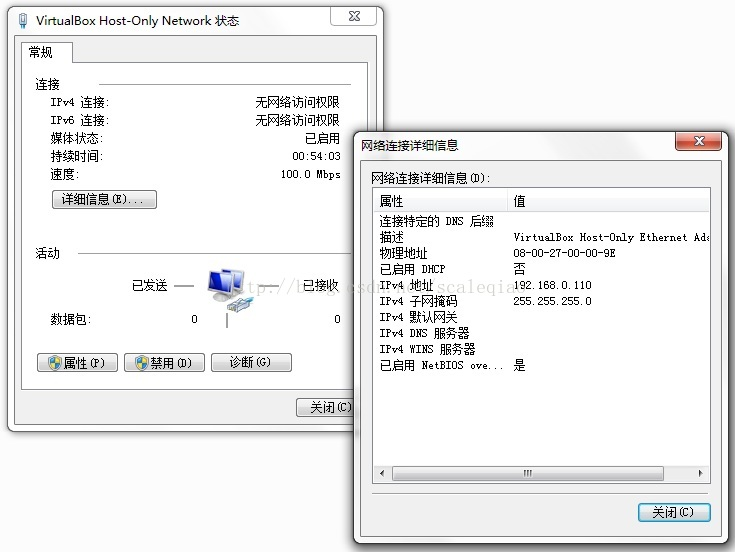 VirtualBox Host-Only Network 状态
常规
连接
IPv4 连接: 无网络访问权限
IPv6 连接: 无网络访问权限
媒体状态: 已启用
持续时间: 00:54:03
速度: 100.0 Mbps
详细信息(E)...
活动
已发送 已接收
数据包: 0 0
属性(P) 禁用(D) 诊断(G)
关闭(C)
网络连接详细信息
网络连接详细信息(D):
属性 值
连接特定的 DNS 后缀
描述 VirtualBox Host-Only Ethernet Ada
物理地址 08-00-27-00-00-9E
已启用 DHCP 否
IPv4 地址 192.168.0.110
IPv4 子网掩码 255.255.255.0
IPv4 默认网关
IPv4 DNS 服务器
IPv4 WINS 服务器
已启用 NetBIOS ove... 是
关闭(C)
http://blog.csdn.net/scaleqiao